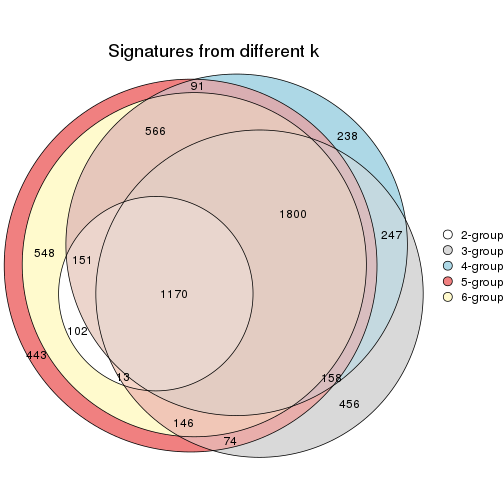 Signatures from different k
91
566
238
1800
247
548
151
1170
102
443
13
158
456
146
74
2-group
3-group
4-group
5-group
6-group